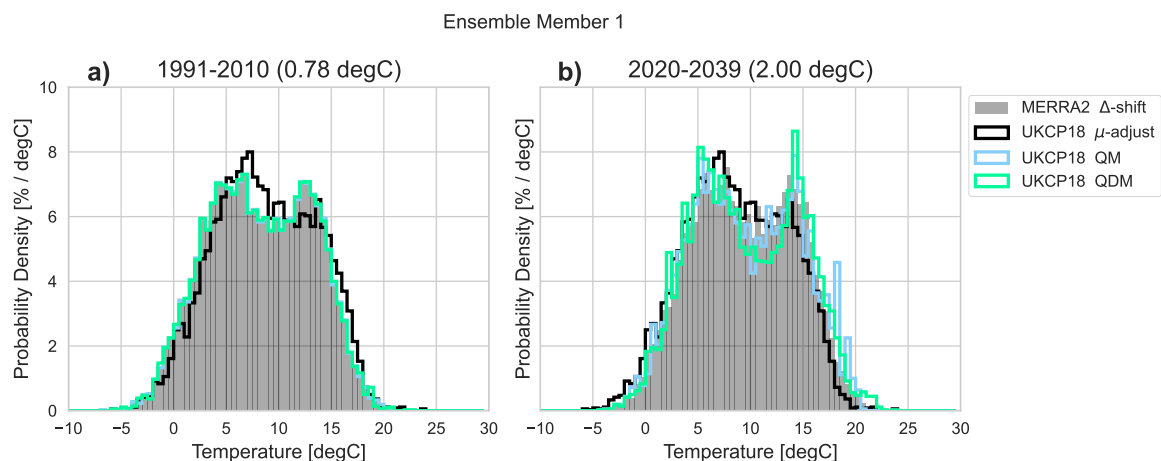 Ensemble Member 1
a) 1991-2010 (0.78 degC)
b) 2020-2039 (2.00 degC)
Probability Density [% / degC]
10
8
6
4
2
0
−10 −5 0 5 10 15 20 25 30
Temperature [degC]
Probability Density [% / degC]
−10 −5 0 5 10 15 20 25 30
Temperature [degC]
MERRA2 Δ-shift
UKCP18 μ-adjust
UKCP18 QM
UKCP18 QDM